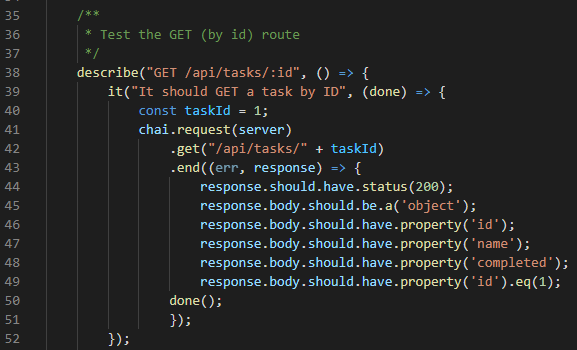 35 /**
36  * Test the GET (by id) route
37  */
38 describe("GET /api/tasks/:id", () => {
39     it("It should GET a task by ID", (done) => {
40         const taskId = 1;
41         chai.request(server)
42             .get("/api/tasks/" + taskId)
43             .end((err, response) => {
44                 response.should.have.status(200);
45                 response.body.should.be.a('object');
46                 response.body.should.have.property('id');
47                 response.body.should.have.property('name');
48                 response.body.should.have.property('completed');
49                 response.body.should.have.property('id').eq(1);
50             done();
51             });
52     });